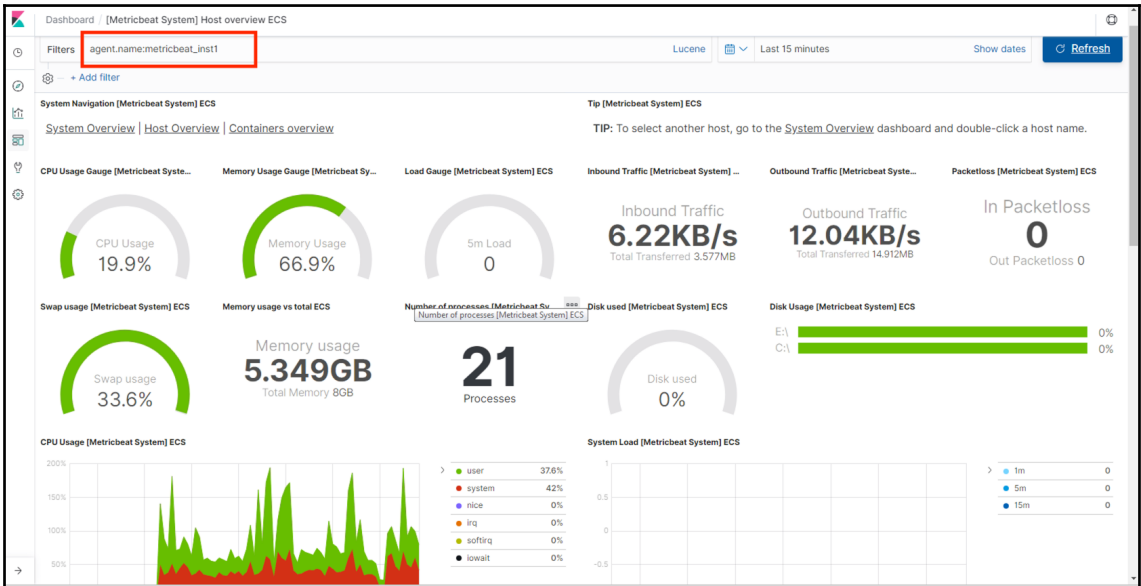 Dashboard / [Metricbeat System] Host overview ECS
Filters agent.name:metricbeat_inst1 Lucene Last 15 minutes Show dates Refresh
+ Add filter
System Navigation [Metricbeat System] ECS
System Overview | Host Overview | Containers overview
Tip [Metricbeat System] ECS
TIP: To select another host, go to the System Overview dashboard and double-click a host name.
CPU Usage Gauge [Metricbeat Syste...
CPU Usage
19.9%
Memory Usage Gauge [Metricbeat Sy...
Memory Usage
66.9%
Load Gauge [Metricbeat System] ECS
5m Load
0
Inbound Traffic [Metricbeat System] ...
Inbound Traffic
6.22KB/s
Total Transferred 3.577MB
Outbound Traffic [Metricbeat Syste...
Outbound Traffic
12.04KB/s
Total Transferred 14.912MB
Packetloss [Metricbeat System] ECS
In Packetloss
0
Out Packetloss 0
Swap usage [Metricbeat System] ECS
Swap usage
33.6%
Memory usage vs total ECS
Memory usage
5.349GB
Total Memory 8GB
Number of processes [Metricbeat Sy...
Number of processes [Metricbeat System] ECS
21
Processes
Disk used [Metricbeat System] ECS
Disk used
0%
Disk Usage [Metricbeat System] ECS
E:\ 0%
C:\ 0%
CPU Usage [Metricbeat System] ECS
200%
150%
100%
50%
user 37.6%
system 42%
nice 0%
irq 0%
softirq 0%
iowait 0%
System Load [Metricbeat System] ECS
1
0.5
0
-0.5
1m 0
5m 0
15m 0